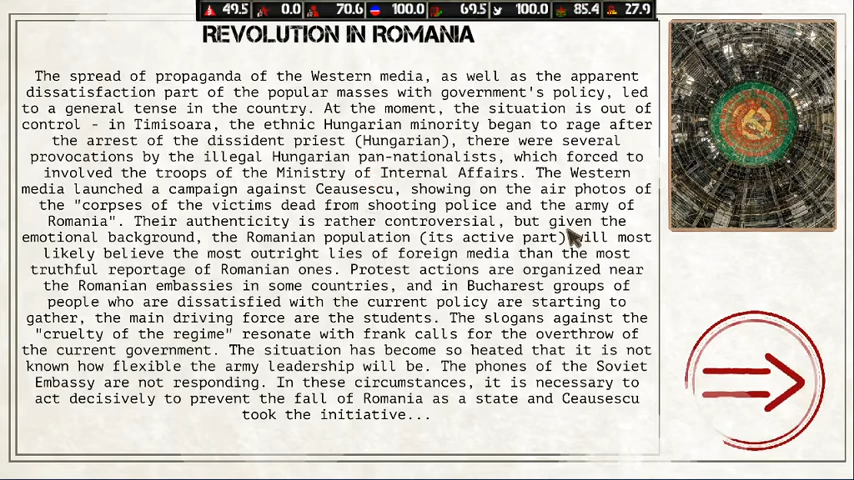 49.5 0.0 70.6 100.0 69.5 100.0 85.4 27.9
REVOLUTION IN ROMANIA
The spread of propaganda of the Western media, as well as the apparent
dissatisfaction part of the popular masses with government's policy, led
to a general tense in the country. At the moment, the situation is out of
control - in Timisoara, the ethnic Hungarian minority began to rage after
the arrest of the dissident priest (Hungarian), there were several
provocations by the illegal Hungarian pan-nationalists, which forced to
involved the troops of the Ministry of Internal Affairs. The Western
media launched a campaign against Ceausescu, showing on the air photos of
the "corpses of the victims dead from shooting police and the army of
Romania". Their authenticity is rather controversial, but given the
emotional background, the Romanian population (its active part) will most
likely believe the most outright lies of foreign media than the most
truthful reportage of Romanian ones. Protest actions are organized near
the Romanian embassies in some countries, and in Bucharest groups of
people who are dissatisfied with the current policy are starting to
gather, the main driving force are the students. The slogans against the
"cruelty of the regime" resonate with frank calls for the overthrow of
the current government. The situation has become so heated that it is not
known how flexible the army leadership will be. The phones of the Soviet
Embassy are not responding. In these circumstances, it is necessary to
act decisively to prevent the fall of Romania as a state and Ceausescu
took the initiative...